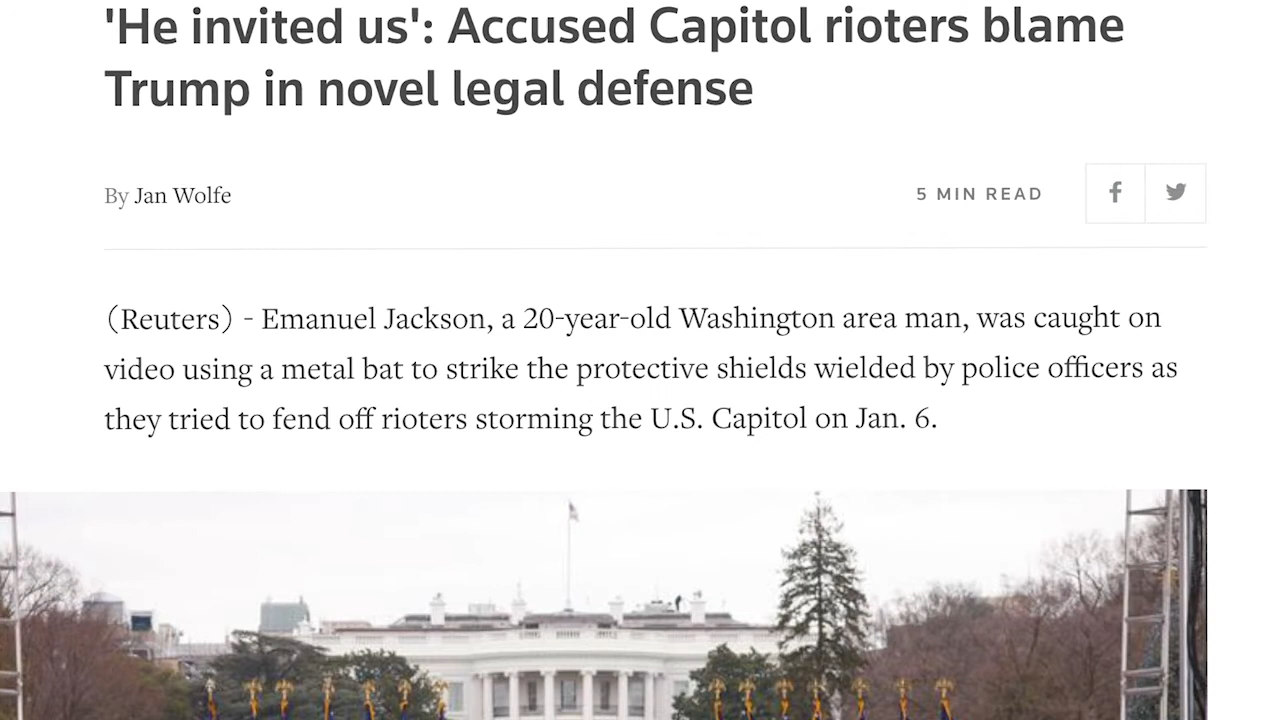 'He invited us': Accused Capitol rioters blame
Trump in novel legal defense
By Jan Wolfe
5 MIN READ
(Reuters) - Emanuel Jackson, a 20-year-old Washington area man, was caught on
video using a metal bat to strike the protective shields wielded by police officers as
they tried to fend off rioters storming the U.S. Capitol on Jan. 6.